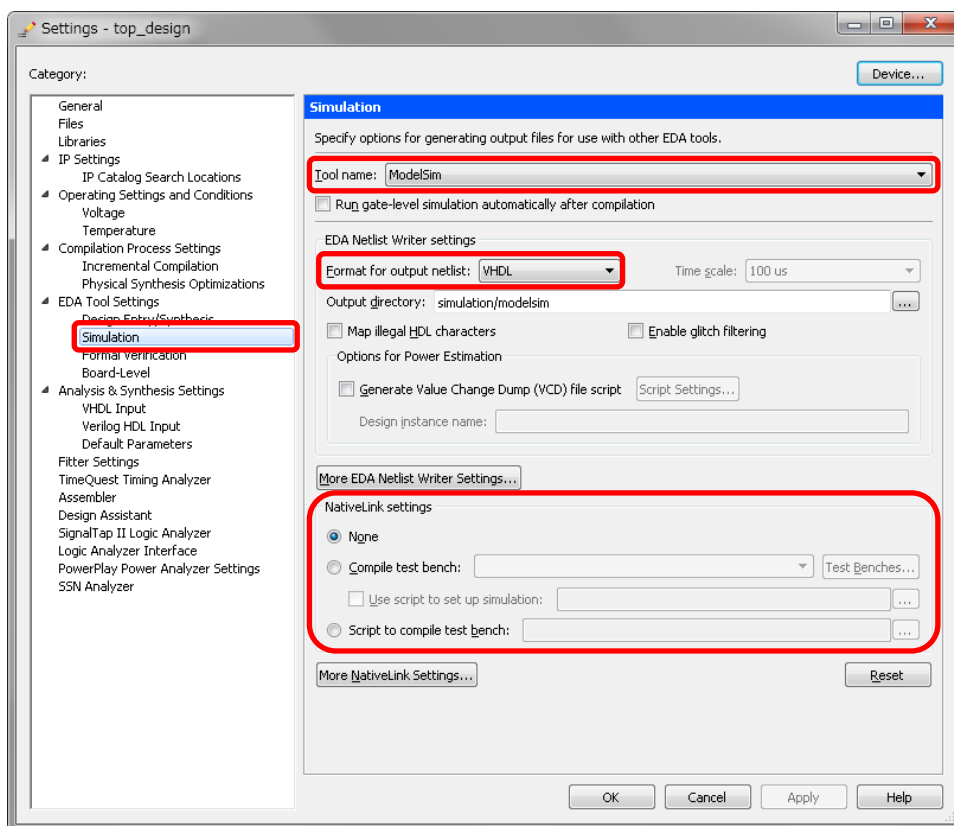 Settings - top_design
Category:
Device...
General
Files
Libraries
IP Settings
IP Catalog Search Locations
Operating Settings and Conditions
Voltage
Temperature
Compilation Process Settings
Incremental Compilation
Physical Synthesis Optimizations
EDA Tool Settings
Design Entry/Synthesis
Simulation
Formal Verification
Board-Level
Analysis & Synthesis Settings
VHDL Input
Verilog HDL Input
Default Parameters
Fitter Settings
TimeQuest Timing Analyzer
Assembler
Design Assistant
SignalTap II Logic Analyzer
Logic Analyzer Interface
PowerPlay Power Analyzer Settings
SSN Analyzer
Simulation
Specify options for generating output files for use with other EDA tools.
Tool name: ModelSim
Run gate-level simulation automatically after compilation
EDA Netlist Writer settings
Format for output netlist: VHDL Time scale: 100 us
Output directory: simulation/modelsim ...
Map illegal HDL characters Enable glitch filtering
Options for Power Estimation
Generate Value Change Dump (VCD) file script Script Settings...
Design instance name:
More EDA Netlist Writer Settings...
NativeLink settings
None
Compile test bench: Test Benches...
Use script to set up simulation: ...
Script to compile test bench: ...
More NativeLink Settings... Reset
OK Cancel Apply Help